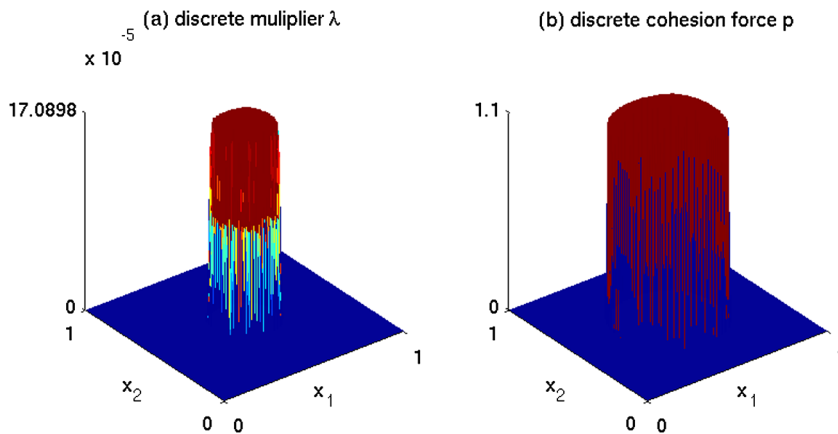 (a) discrete muliplier λ
x 10
-5
17.0898
0
1
x2
0
0
x1
1
(b) discrete cohesion force p
1.1
0
1
x2
0
0
x1